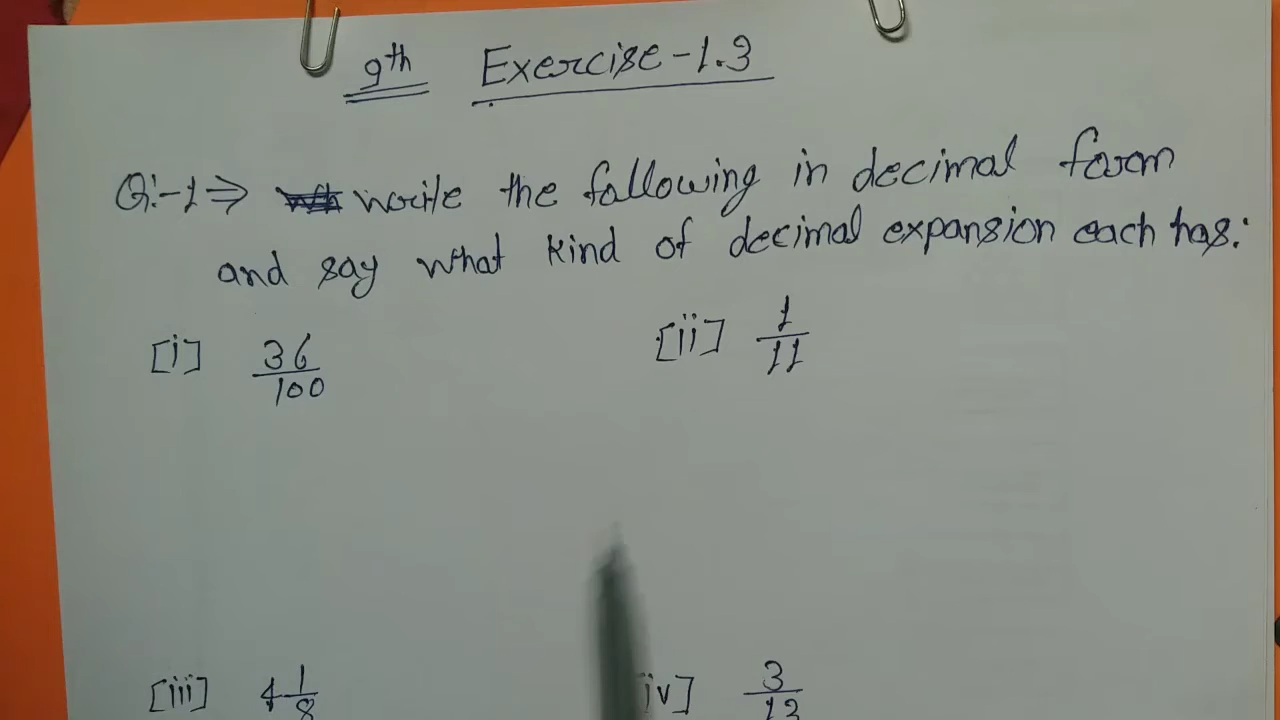 9th Exercise-1.3
Q:-1⇒ write the following in decimal form
and say what kind of decimal expansion each has:
[i] 36/100 [ii] 1/11
[iii] 4 1/8 iv] 3/13